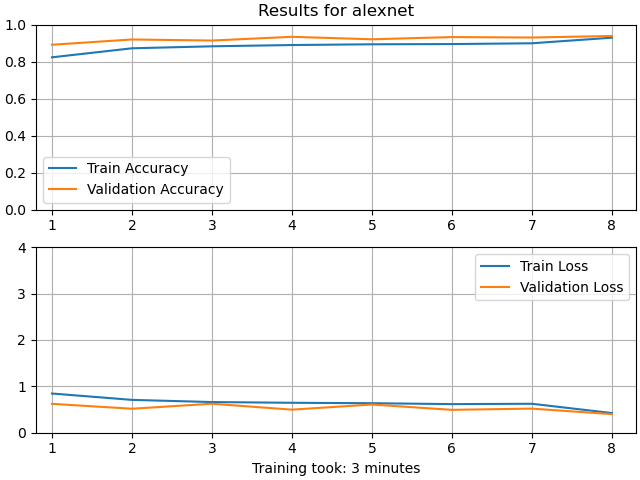 Results for alexnet
1.0
0.8
0.6
0.4
0.2
0.0
Train Accuracy
Validation Accuracy
1 2 3 4 5 6 7 8
4
3
2
1
0
Train Loss
Validation Loss
1 2 3 4 5 6 7 8
Training took: 3 minutes